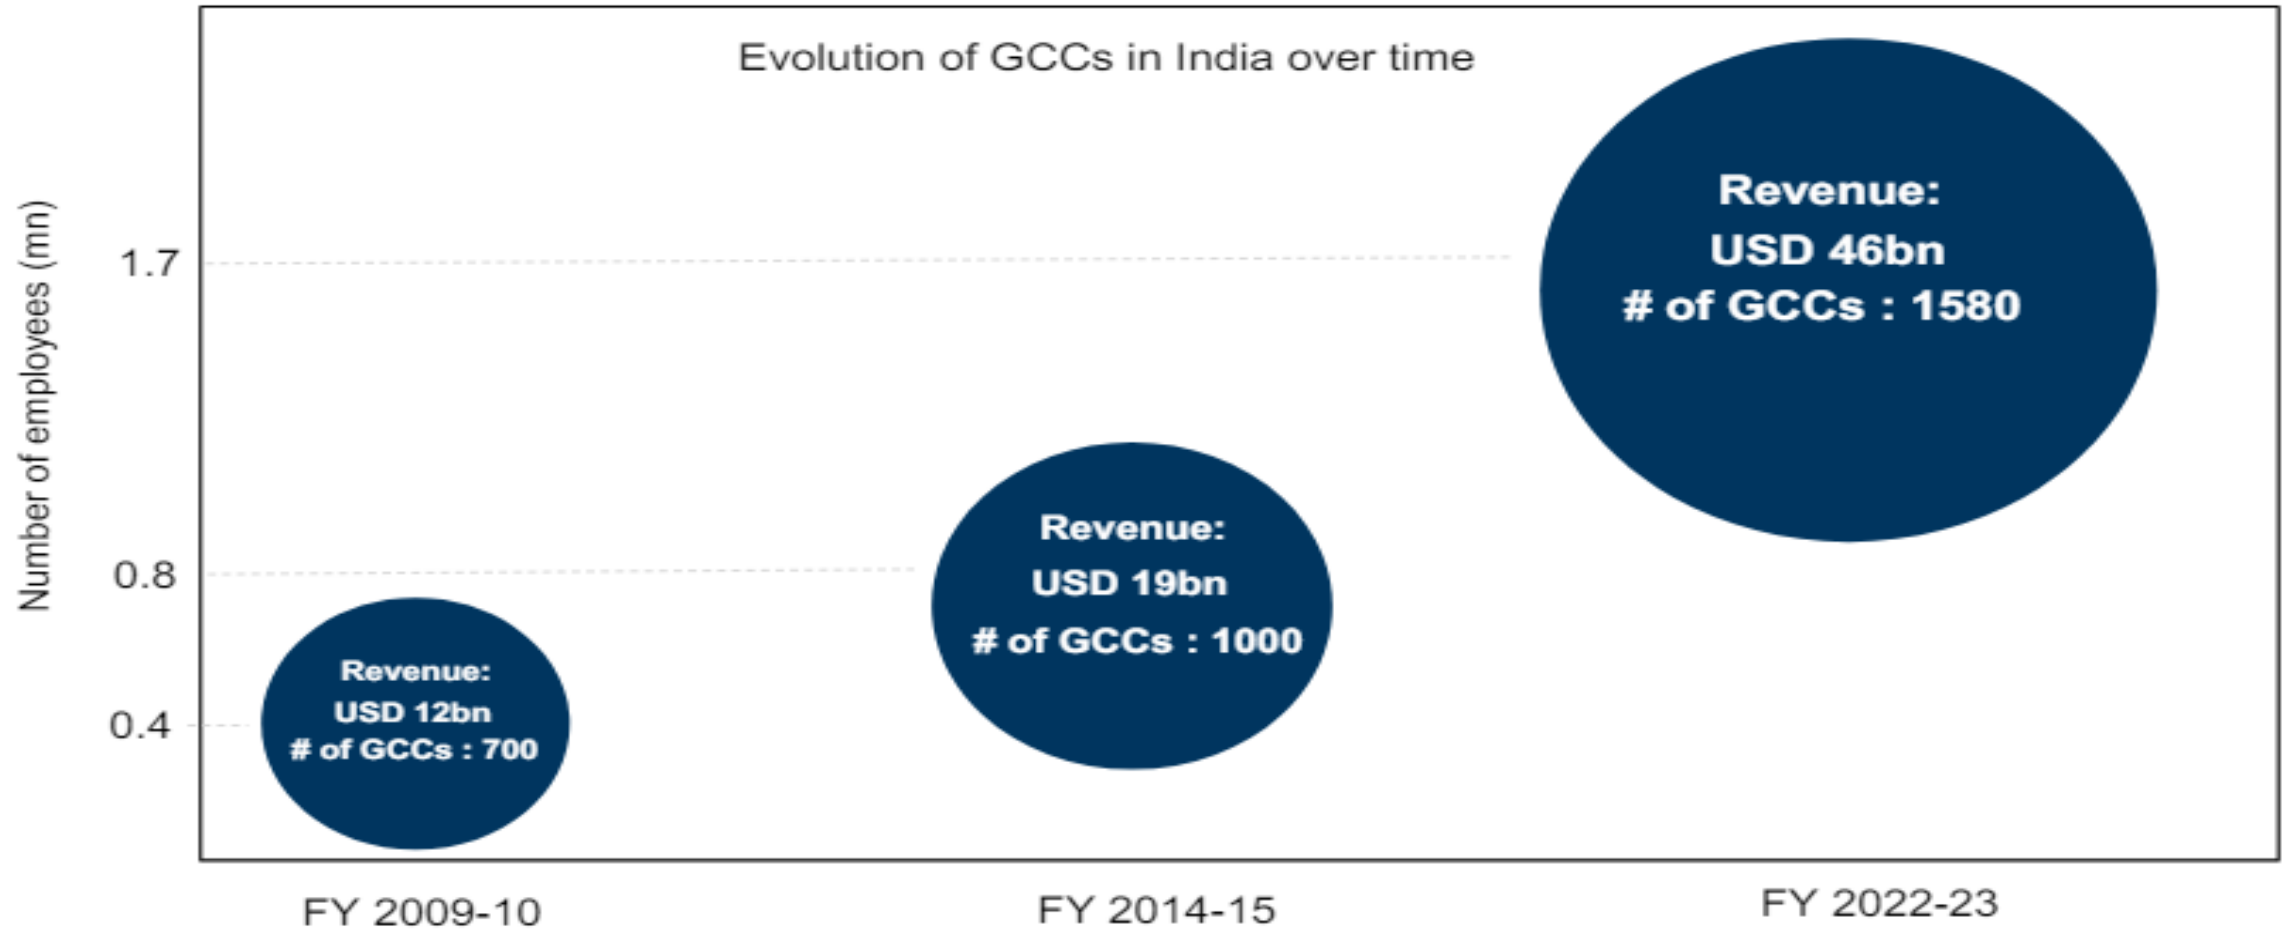 Evolution of GCCs in India over time
Number of employees (mn)
1.7
0.8
0.4
Revenue:
USD 12bn
# of GCCs : 700
Revenue:
USD 19bn
# of GCCs : 1000
Revenue:
USD 46bn
# of GCCs : 1580
FY 2009-10
FY 2014-15
FY 2022-23